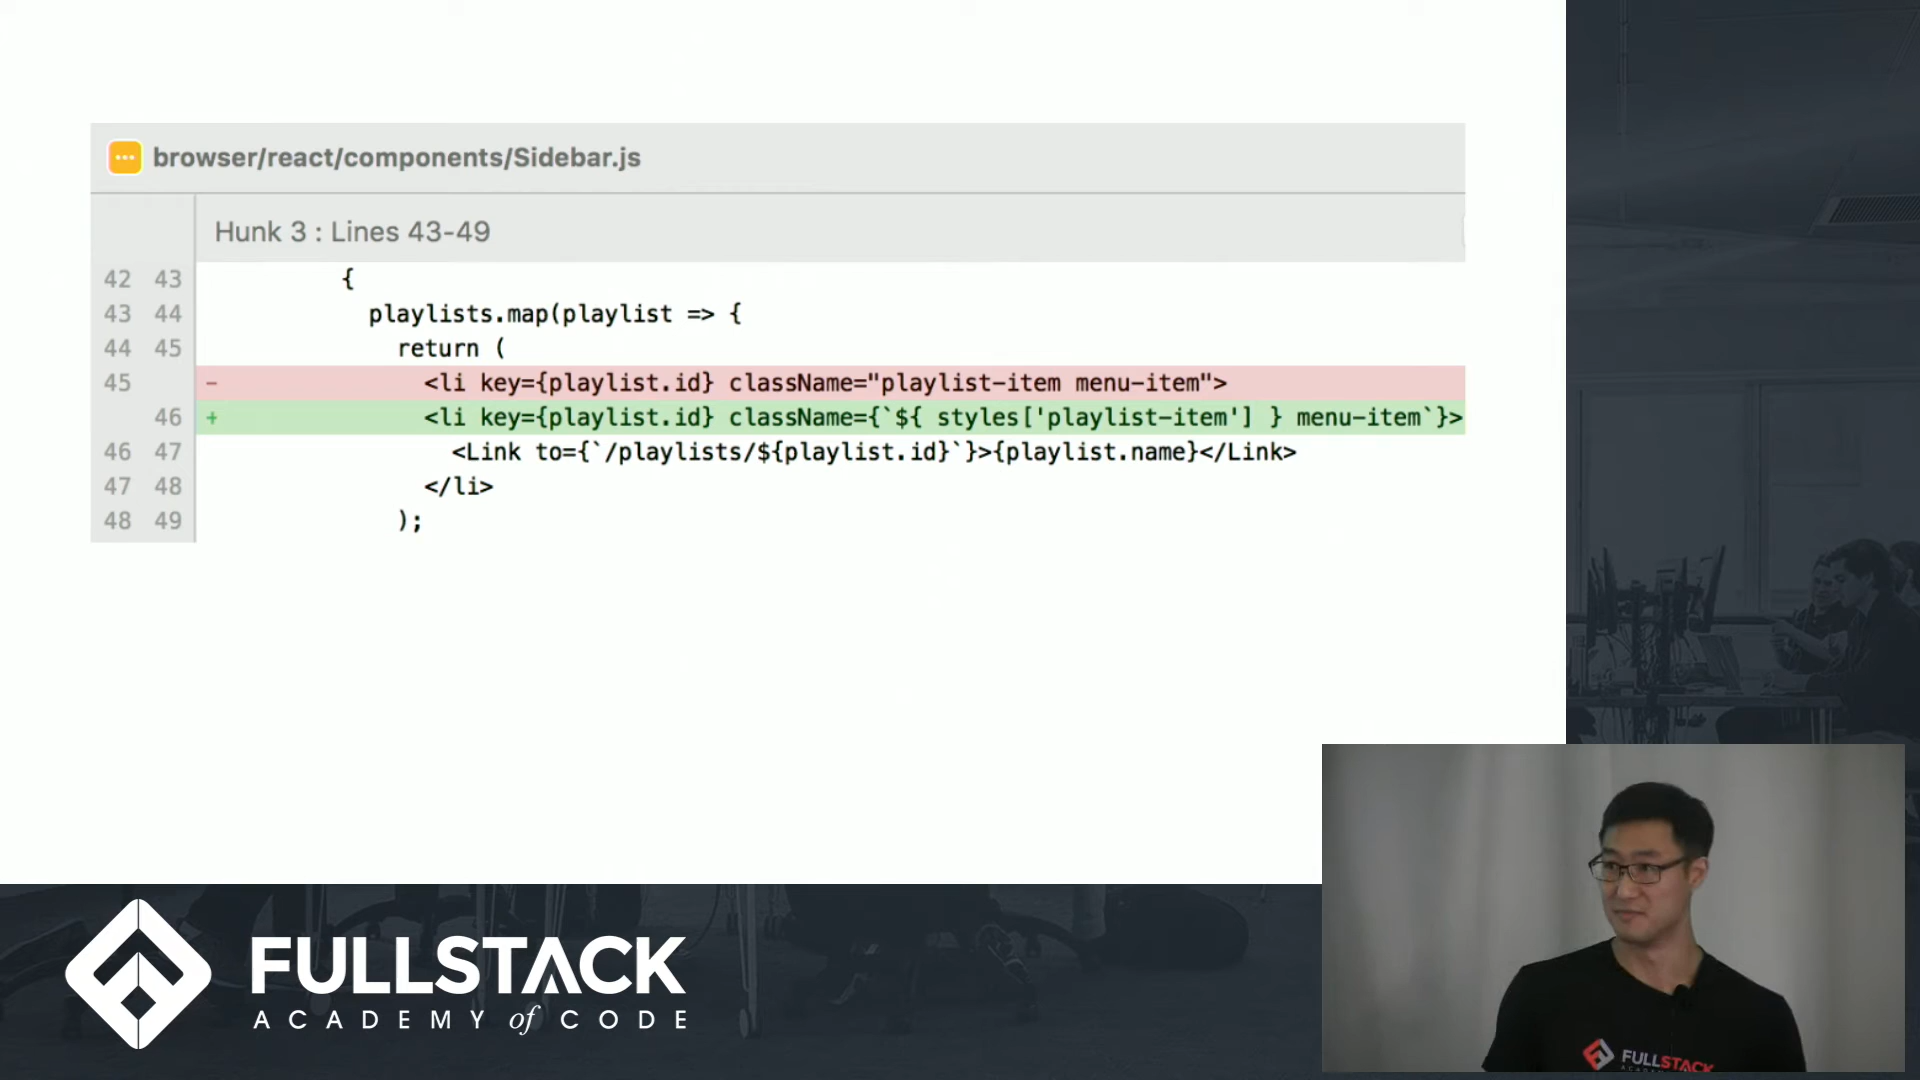 browser/react/components/Sidebar.js
Hunk 3 : Lines 43-49
42 43 {
43 44 playlists.map(playlist => {
44 45 return (
45 - <li key={playlist.id} className="playlist-item menu-item">
46 + <li key={playlist.id} className={`${ styles['playlist-item'] } menu-item`}>
46 47 <Link to={`/playlists/${playlist.id}`}>{playlist.name}</Link>
47 48 </li>
48 49 );
FULLSTACK
ACADEMY of CODE
FULLSTACK